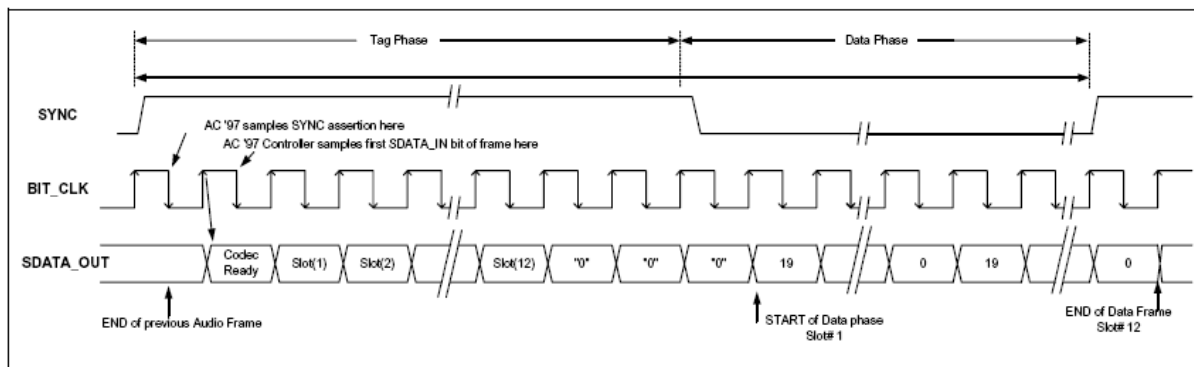 Tag Phase
Data Phase
SYNC
AC '97 samples SYNC assertion here
AC '97 Controller samples first SDATA_IN bit of frame here
BIT_CLK
SDATA_OUT
Codec Ready
Slot(1)
Slot(2)
Slot(12)
"0"
"0"
"0"
19
0
19
0
END of previous Audio Frame
START of Data phase
Slot# 1
END of Data Frame
Slot# 12